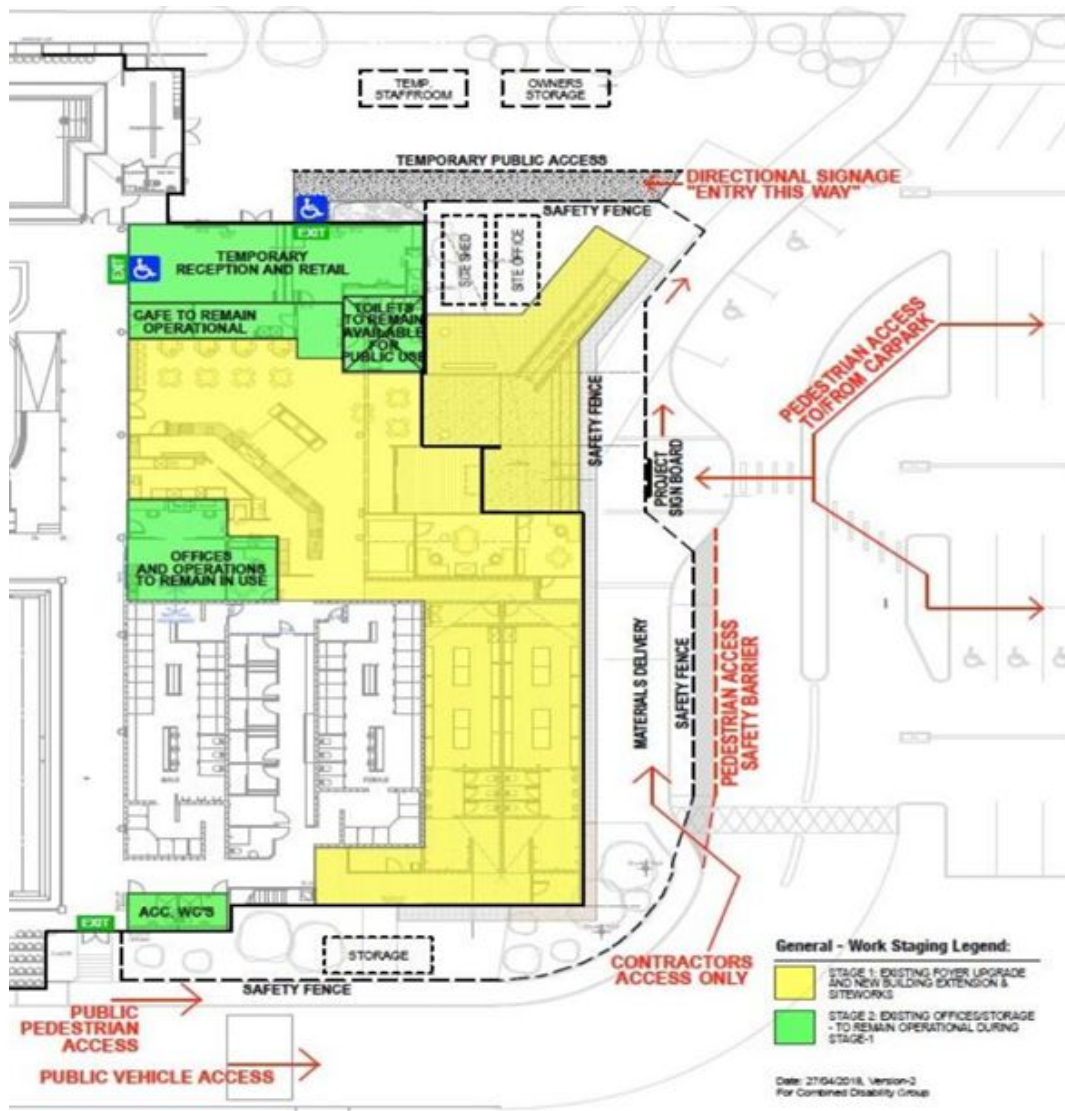 TEMP.
STAFFROOM
OWNERS
STORAGE
TEMPORARY PUBLIC ACCESS
DIRECTIONAL SIGNAGE
"ENTRY THIS WAY"
SAFETY FENCE
EXIT
EXIT
TEMPORARY
RECEPTION AND RETAIL
SITE SHED
SITE OFFICE
CAFE TO REMAIN
OPERATIONAL
TOILETS
TO REMAIN
AVAILABLE
FOR
PUBLIC USE
SAFETY FENCE
PROJECT
SIGN BOARD
PEDESTRIAN ACCESS
TO/FROM CARPARK
OFFICES
AND OPERATIONS
TO REMAIN IN USE
MATERIALS DELIVERY
SAFETY FENCE
PEDESTRIAN ACCESS
SAFETY BARRIER
MALE
FEMALE
ACC. WC'S
EXIT
STORAGE
SAFETY FENCE
CONTRACTORS
ACCESS ONLY
PUBLIC
PEDESTRIAN
ACCESS
PUBLIC VEHICLE ACCESS
General - Work Staging Legend:
STAGE 1: EXISTING FOYER UPGRADE
AND NEW BUILDING EXTENSION &
SITEWORKS
STAGE 2: EXISTING OFFICES/STORAGE
- TO REMAIN OPERATIONAL DURING
STAGE-1
Date: 27/04/2018, Version-2
For Combined Disability Group